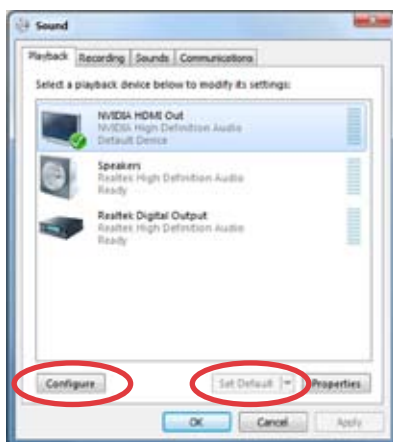 Sound
Playback Recording Sounds Communications
Select a playback device below to modify its settings:
NVIDIA HDMI Out
NVIDIA High Definition Audio
Default Device
Speakers
Realtek High Definition Audio
Ready
Realtek Digital Output
Realtek High Definition Audio
Ready
Configure Set Default Properties
OK Cancel Apply